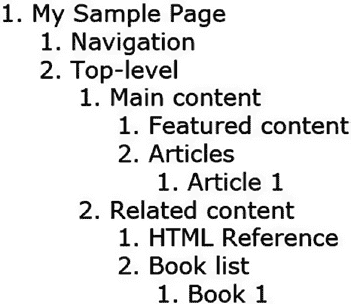 1. My Sample Page
1. Navigation
2. Top-level
1. Main content
1. Featured content
2. Articles
1. Article 1
2. Related content
1. HTML Reference
2. Book list
1. Book 1